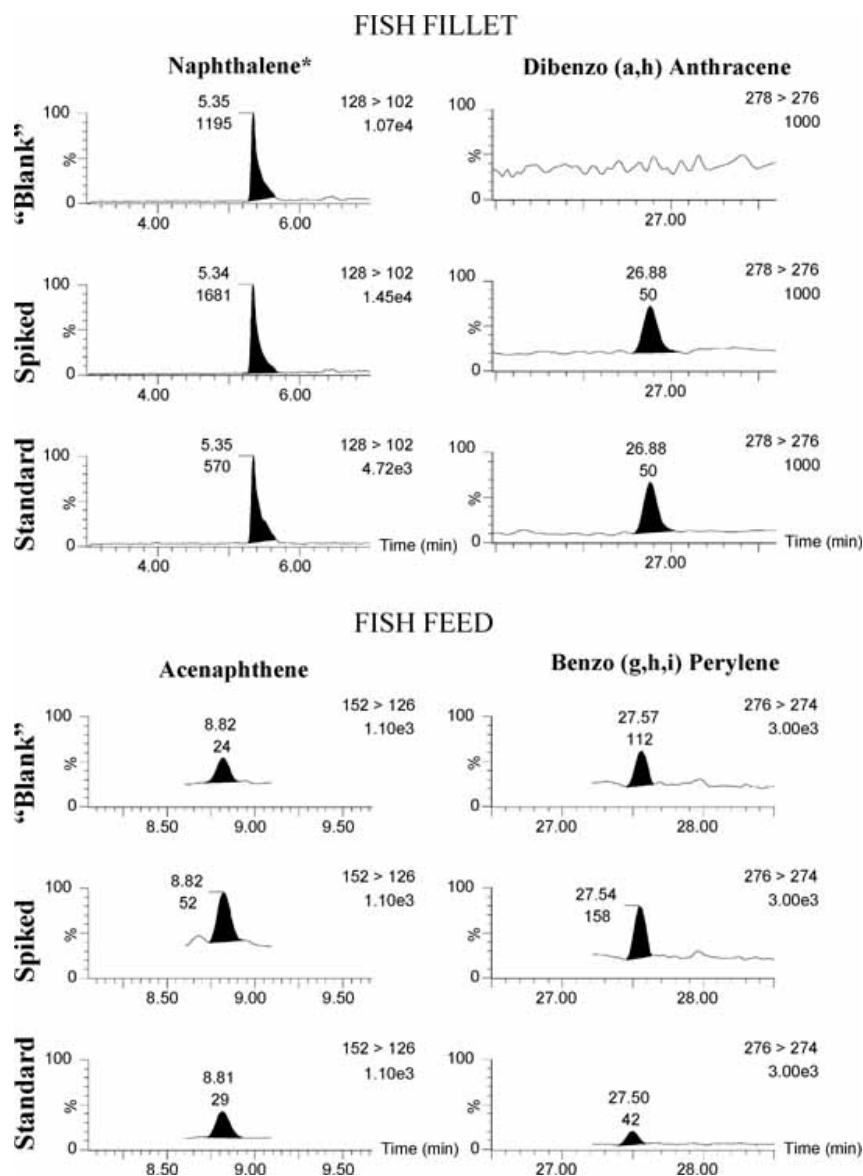 FISH FILLET
Naphthalene*
Dibenzo (a,h) Anthracene
"Blank"
100
%
0
5.35
1195
128 > 102
1.07e4
4.00
6.00
100
%
0
278 > 276
1000
27.00
Spiked
100
%
0
5.34
1681
128 > 102
1.45e4
4.00
6.00
100
%
0
26.88
50
278 > 276
1000
27.00
Standard
100
%
0
5.35
570
128 > 102
4.72e3
Time (min)
4.00
6.00
100
%
0
26.88
50
278 > 276
1000
Time (min)
27.00
FISH FEED
Acenaphthene
Benzo (g,h,i) Perylene
"Blank"
100
%
0
8.82
24
152 > 126
1.10e3
8.50
9.00
9.50
100
%
0
27.57
112
276 > 274
3.00e3
27.00
28.00
Spiked
100
%
0
8.82
52
152 > 126
1.10e3
8.50
9.00
9.50
100
%
0
27.54
158
276 > 274
3.00e3
27.00
28.00
Standard
100
%
0
8.81
29
152 > 126
1.10e3
Time (min)
8.50
9.00
9.50
100
%
0
27.50
42
276 > 274
3.00e3
Time (min)
27.00
28.00